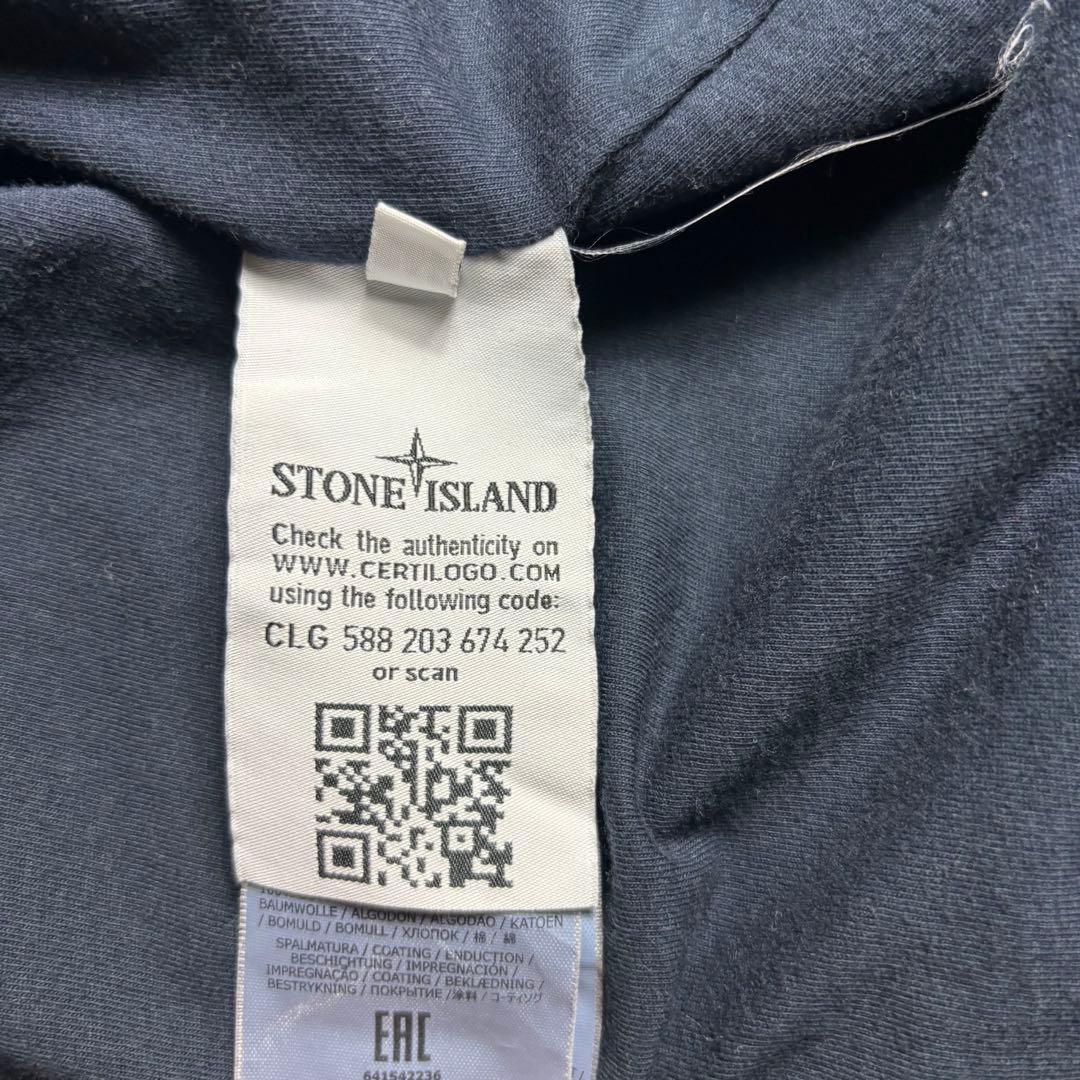 STONE ISLAND
Check the authenticity on
WWW.CERTILOGO.COM
using the following code:
CLG 588 203 674 252
or scan
BAUMWOLLE / ALGODON / ALGODAO / KATOEN
/ BOMULD / BOMULL / ХЛОПОК / 棉 / 綿
SPALMATURA / COATING / ENDUCTION /
BESCHICHTUNG / IMPREGNACIÓN /
IMPREGNAÇÃO / COATING / BEKLÆDNING /
BESTRYKNING / ПОКРЫТИЕ /涂料 / コーティング
EAC
641542236